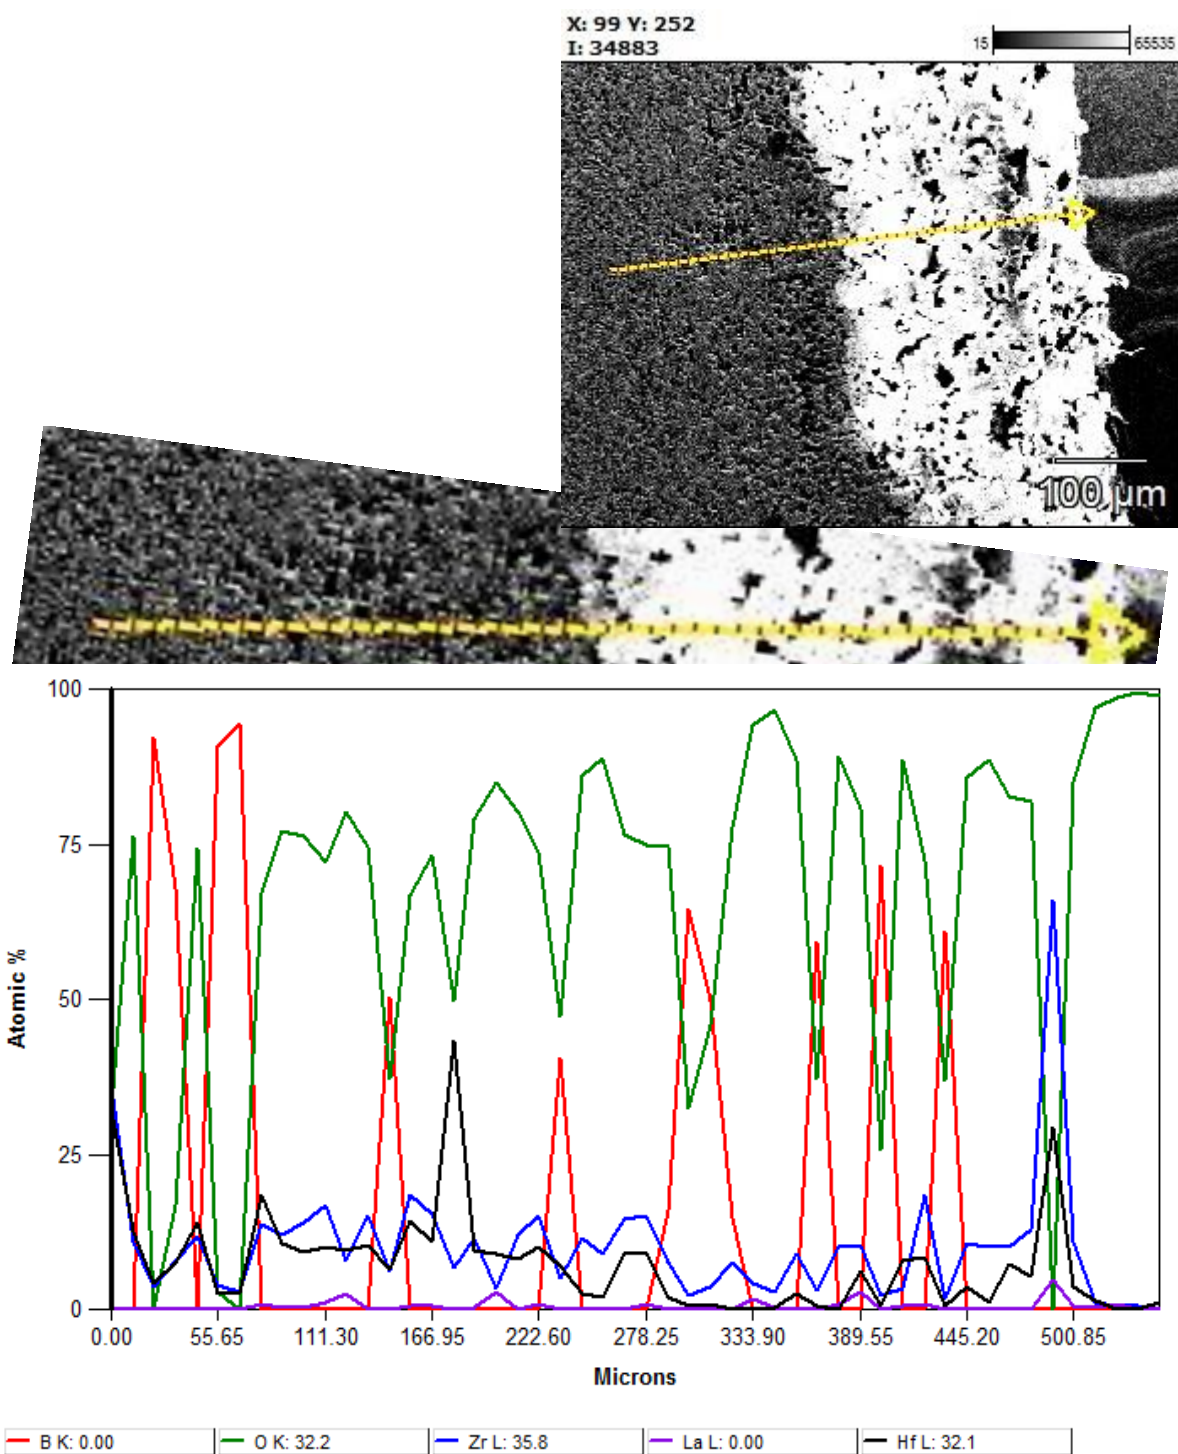 X: 99 Y: 252
I: 34883
15 65535
100 µm
100
75
50
25
0
Atomic %
0.00 55.65 111.30 166.95 222.60 278.25 333.90 389.55 445.20 500.85
Microns
B K: 0.00 O K: 32.2 Zr L: 35.8 La L: 0.00 Hf L: 32.1